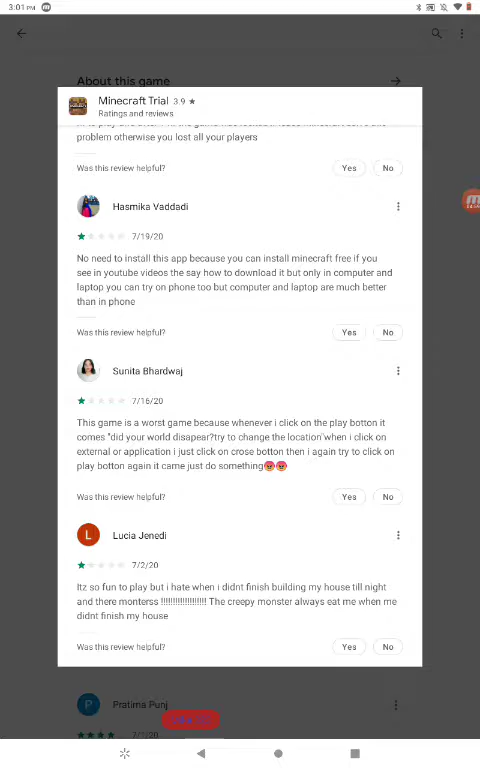 3:01 PM
About this game
Minecraft Trial 3.9 ★
Ratings and reviews
problem otherwise you lost all your players
Was this review helpful? Yes No
Hasmika Vaddadi
7/19/20
No need to install this app because you can install minecraft free if you
see in youtube videos the say how to download it but only in computer and
laptop you can try on phone too but computer and laptop are much better
than in phone
Was this review helpful? Yes No
Sunita Bhardwaj
7/16/20
This game is a worst game because whenever i click on the play botton it
comes "did your world disapear?try to change the location"when i click on
external or application i just click on crose botton then i again try to click on
play botton again it came just do something😡😡
Was this review helpful? Yes No
L Lucia Jenedi
7/2/20
Itz so fun to play but i hate when i didnt finish building my house till night
and there monterss !!!!!!!!!!!!!!!!!!! The creepy monster always eat me when me
didnt finish my house
Was this review helpful? Yes No
P Pratima Punj
7/1/20